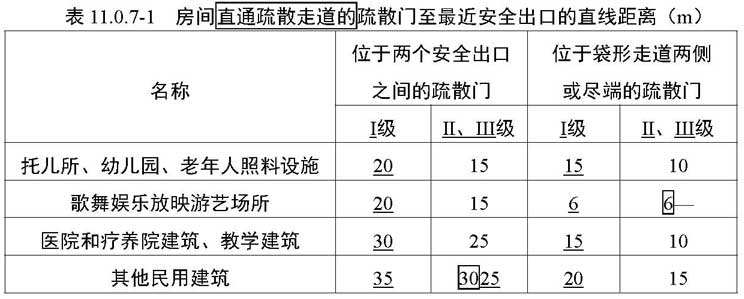 表 11.0.7-1 房间直通疏散走道的疏散门至最近安全出口的直线距离（m）
名称 位于两个安全出口之间的疏散门 位于袋形走道两侧或尽端的疏散门
I级 II、III级 I级 II、III级
托儿所、幼儿园、老年人照料设施 20 15 15 10
歌舞娱乐放映游艺场所 20 15 6 6—
医院和疗养院建筑、教学建筑 30 25 15 10
其他民用建筑 35 3025 20 15